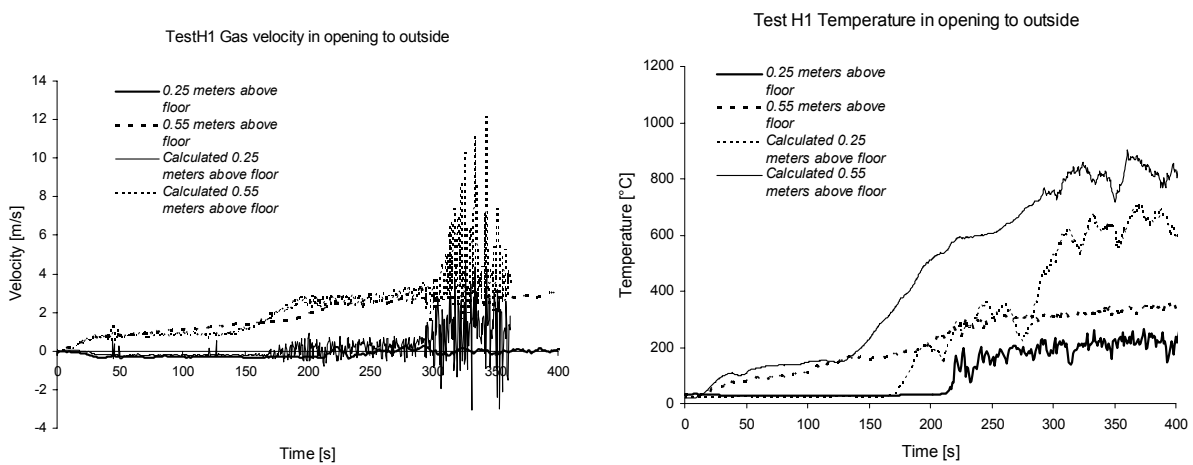 TestH1 Gas velocity in opening to outside
14
12
10
8
6
4
2
0
-2
-4
0
50
100
150
200
250
300
350
400
Velocity [m/s]
Time [s]
0.25 meters above
floor
0.55 meters above
floor
Calculated 0.25
meters above floor
Calculated 0.55
meters above floor
Test H1 Temperature in opening to outside
1200
1000
800
600
400
200
0
0
50
100
150
200
250
300
350
400
Temperature [°C]
Time [s]
0.25 meters above
floor
0.55 meters above
floor
Calculated 0.25
meters above floor
Calculated 0.55
meters above floor